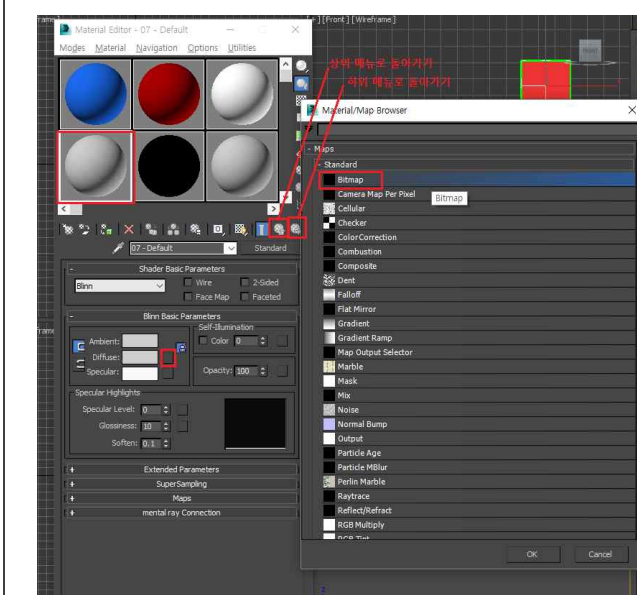 + ] [Front ] [Wireframe ]
Material Editor - 07 - Default
Modes Material Navigation Options Utilities
상위 메뉴로 돌아가기
하위 메뉴로 돌아가기
Material/Map Browser
- Maps
- Standard
Bitmap
Camera Map Per Pixel
Bitmap
Cellular
Checker
Color Correction
Combustion
Composite
Dent
Falloff
Flat Mirror
Gradient
Gradient Ramp
Map Output Selector
Marble
Mask
Mix
Noise
Normal Bump
Output
Particle Age
Particle MBlur
Perlin Marble
Raytrace
Reflect/Refract
RGB Multiply
RGB Tint
OK Cancel
07 - Default Standard
- Shader Basic Parameters
Blinn Wire 2-Sided
Face Map Faceted
- Blinn Basic Parameters
Self-Illumination
Ambient: Color 0
Diffuse:
Specular: Opacity: 100
Specular Highlights
Specular Level: 0
Glossiness: 10
Soften: 0.1
+ Extended Parameters
+ SuperSampling
+ Maps
+ mental ray Connection